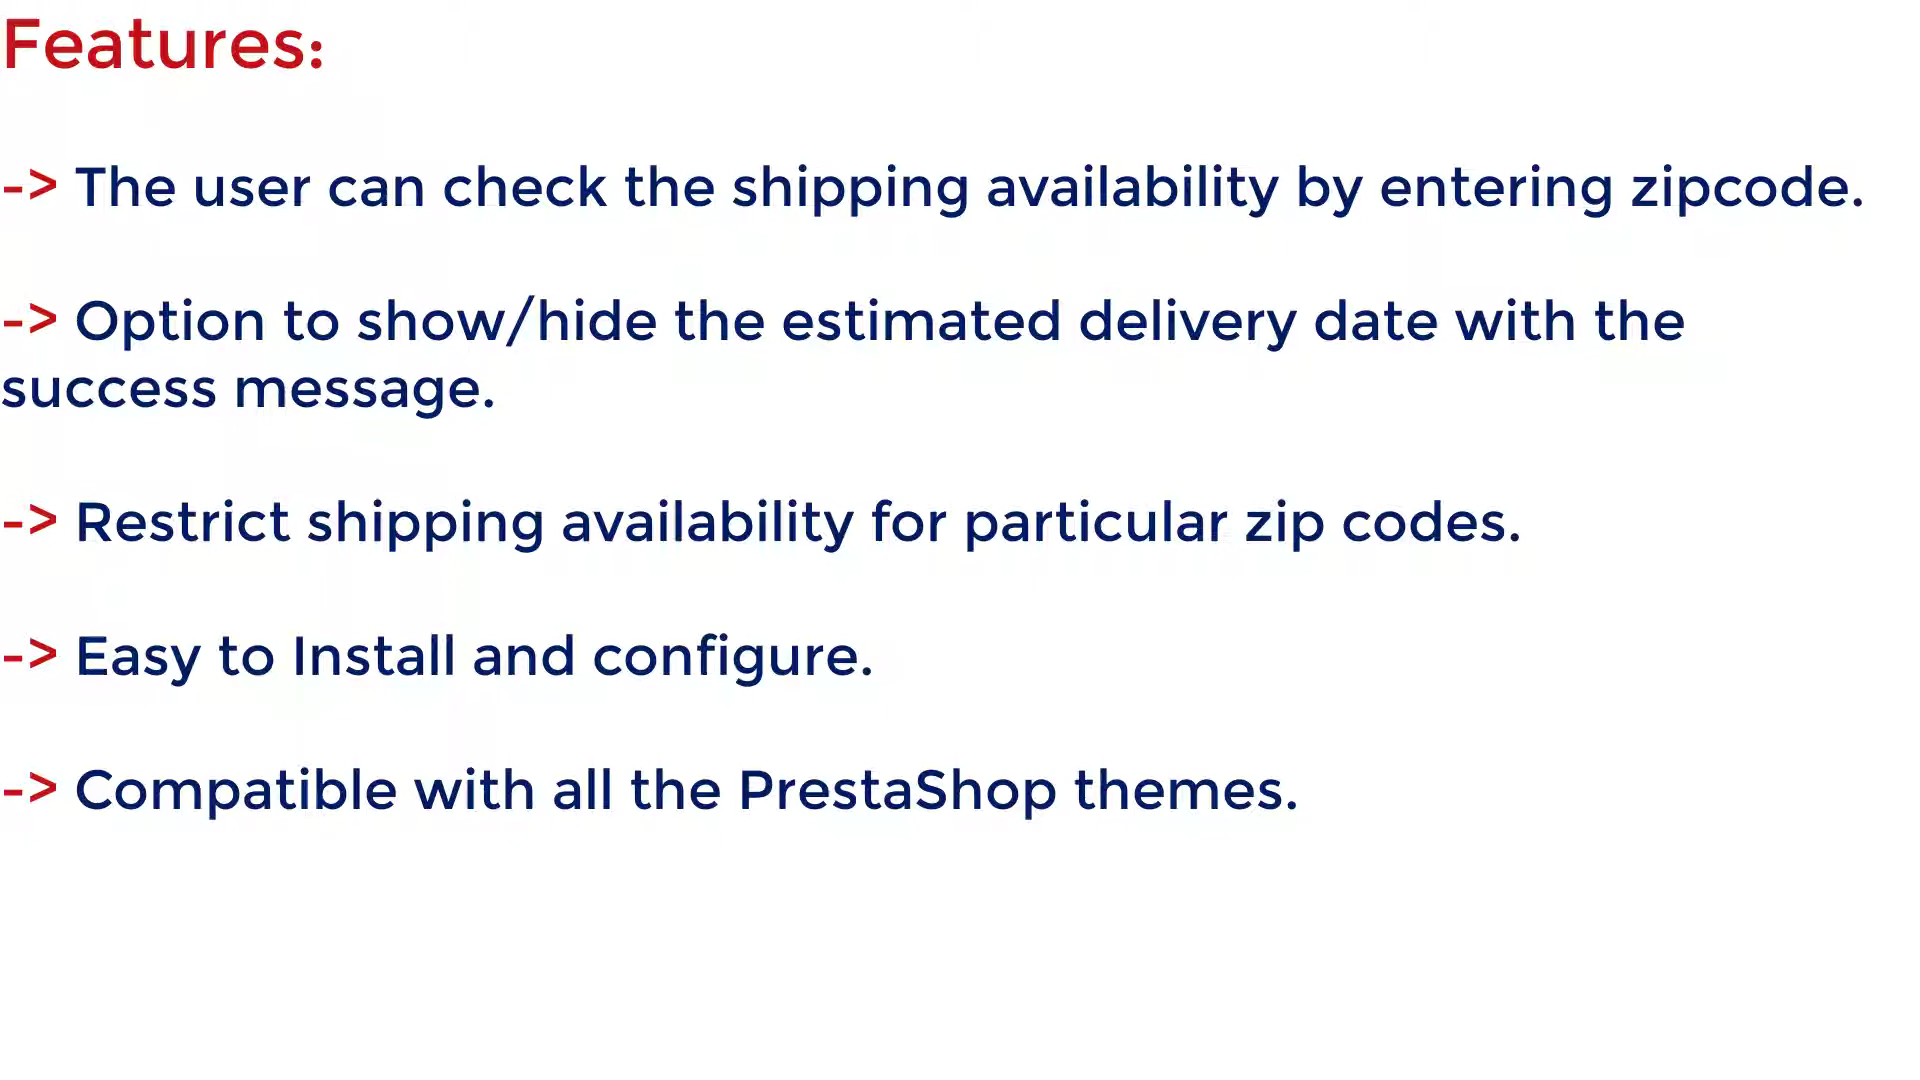 Features:
-> The user can check the shipping availability by entering zipcode.
-> Option to show/hide the estimated delivery date with the
success message.
-> Restrict shipping availability for particular zip codes.
-> Easy to Install and configure.
-> Compatible with all the PrestaShop themes.